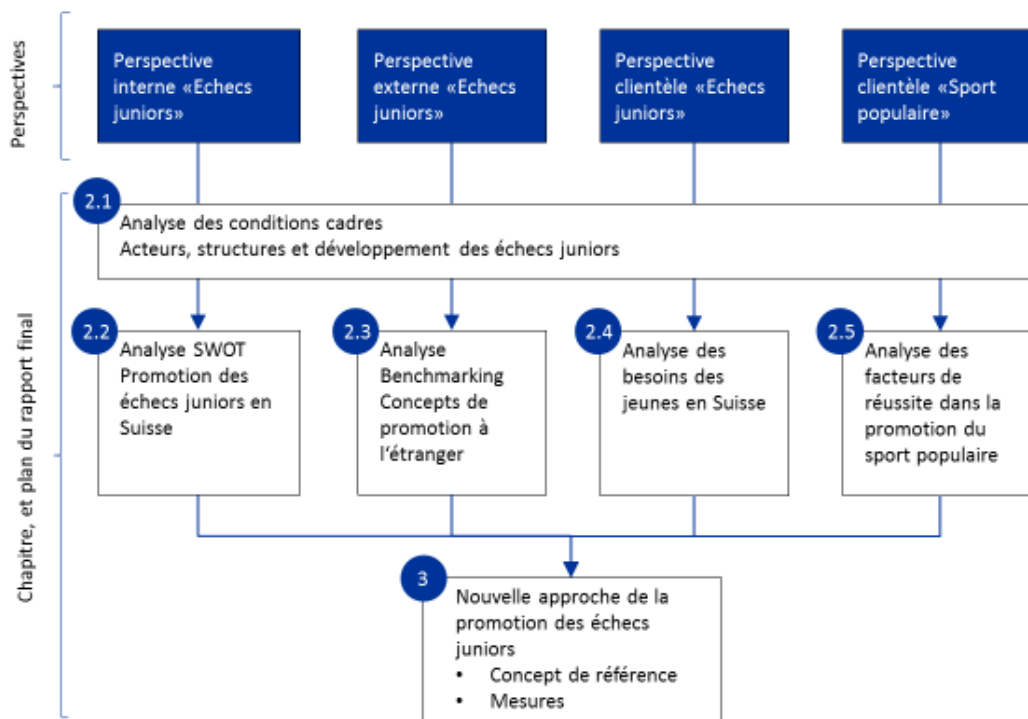 Perspectives
Perspective
interne «Echecs
juniors»
Perspective
externe «Echecs
juniors»
Perspective
clientèle «Echecs
juniors»
Perspective
clientèle «Sport
populaire»
Chapitre, et plan du rapport final
2.1
Analyse des conditions cadres
Acteurs, structures et développement des échecs juniors
2.2
Analyse SWOT
Promotion des
échecs juniors en
Suisse
2.3
Analyse
Benchmarking
Concepts de
promotion à
l'étranger
2.4
Analyse des
besoins des
jeunes en Suisse
2.5
Analyse des
facteurs de
réussite dans la
promotion du
sport populaire
3
Nouvelle approche de la
promotion des échecs
juniors
• Concept de référence
• Mesures